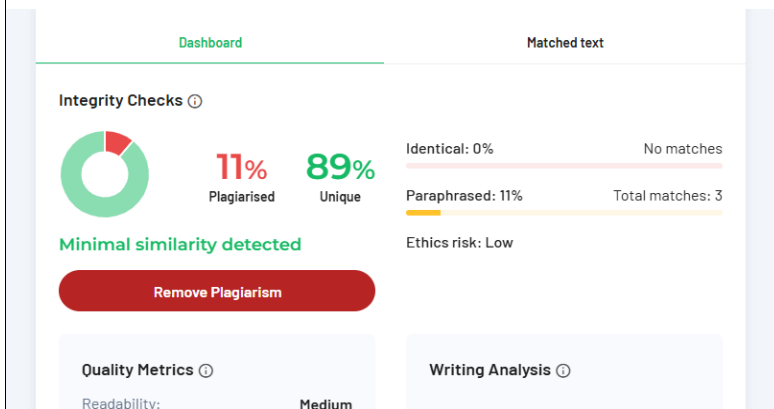 Dashboard
Matched text
Integrity Checks
11% 89%
Plagiarised Unique
Minimal similarity detected
Remove Plagiarism
Identical: 0% No matches
Paraphrased: 11% Total matches: 3
Ethics risk: Low
Quality Metrics
Readability: Medium
Writing Analysis